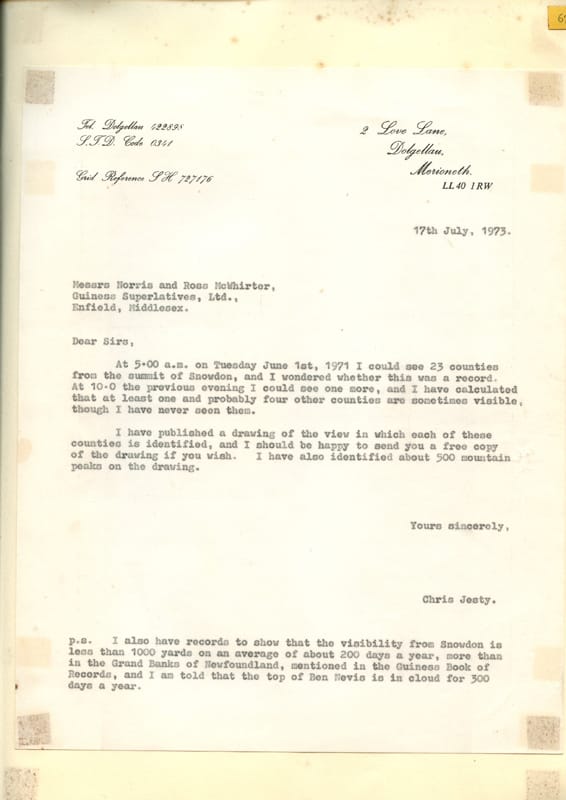 Tel. Dolgellau 422898
S.T.D. Code 0341
Grid Reference SH 727176
2 Love Lane,
Dolgellau,
Merioneth.
LL40 1RW
17th July, 1973.
Messrs Norris and Ross McWhirter,
Guiness Superlatives, Ltd.,
Enfield, Middlesex.
Dear Sirs,
At 5·00 a.m. on Tuesday June 1st, 1971 I could see 23 counties
from the summit of Snowdon, and I wondered whether this was a record.
At 10·0 the previous evening I could see one more, and I have calculated
that at least one and probably four other counties are sometimes visible,
though I have never seen them.
I have published a drawing of the view in which each of these
counties is identified, and I should be happy to send you a free copy
of the drawing if you wish. I have also identified about 500 mountain
peaks on the drawing.
Yours sincerely,
Chris Jesty.
p.s. I also have records to show that the visibility from Snowdon is
less than 1000 yards on an average of about 200 days a year, more than
in the Grand Banks of Newfoundland, mentioned in the Guiness Book of
Records, and I am told that the top of Ben Nevis is in cloud for 300
days a year.